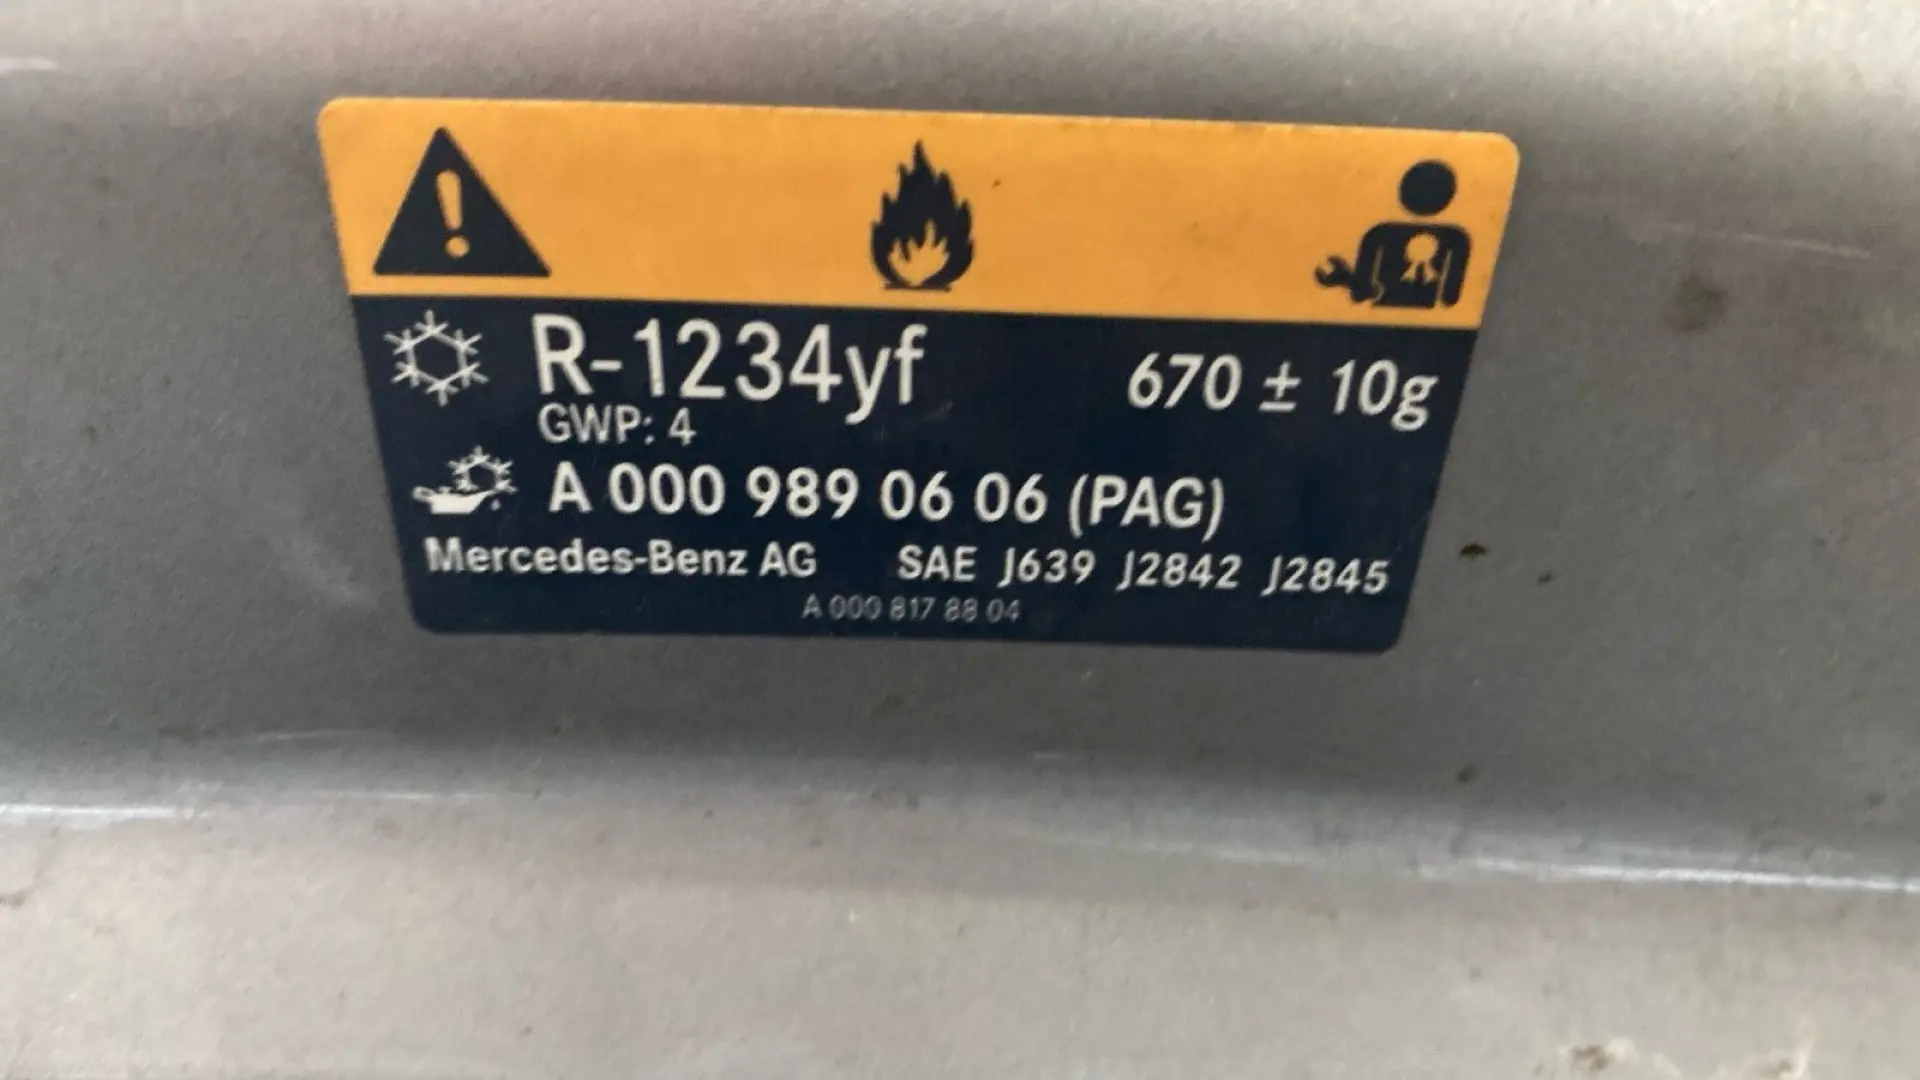 R-1234yf 670 ± 10g
GWP: 4
A 000 989 06 06 (PAG)
Mercedes-Benz AG SAE J639 J2842 J2845
A 000 817 88 04